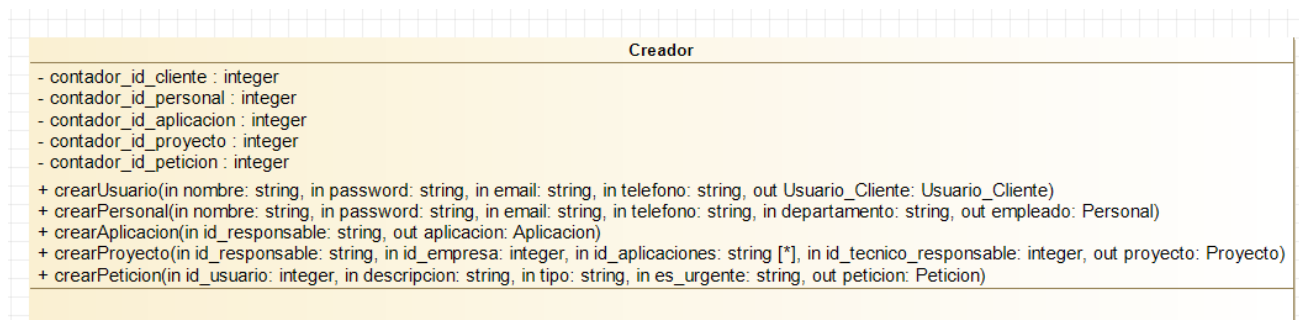 Creador
- contador_id_cliente : integer
- contador_id_personal : integer
- contador_id_aplicacion : integer
- contador_id_proyecto : integer
- contador_id_peticion : integer
+ crearUsuario(in nombre: string, in password: string, in email: string, in telefono: string, out Usuario_Cliente: Usuario_Cliente)
+ crearPersonal(in nombre: string, in password: string, in email: string, in telefono: string, in departamento: string, out empleado: Personal)
+ crearAplicacion(in id_responsable: string, out aplicacion: Aplicacion)
+ crearProyecto(in id_responsable: string, in id_empresa: integer, in id_aplicaciones: string [*], in id_tecnico_responsable: integer, out proyecto: Proyecto)
+ crearPeticion(in id_usuario: integer, in descripcion: string, in tipo: string, in es_urgente: string, out peticion: Peticion)